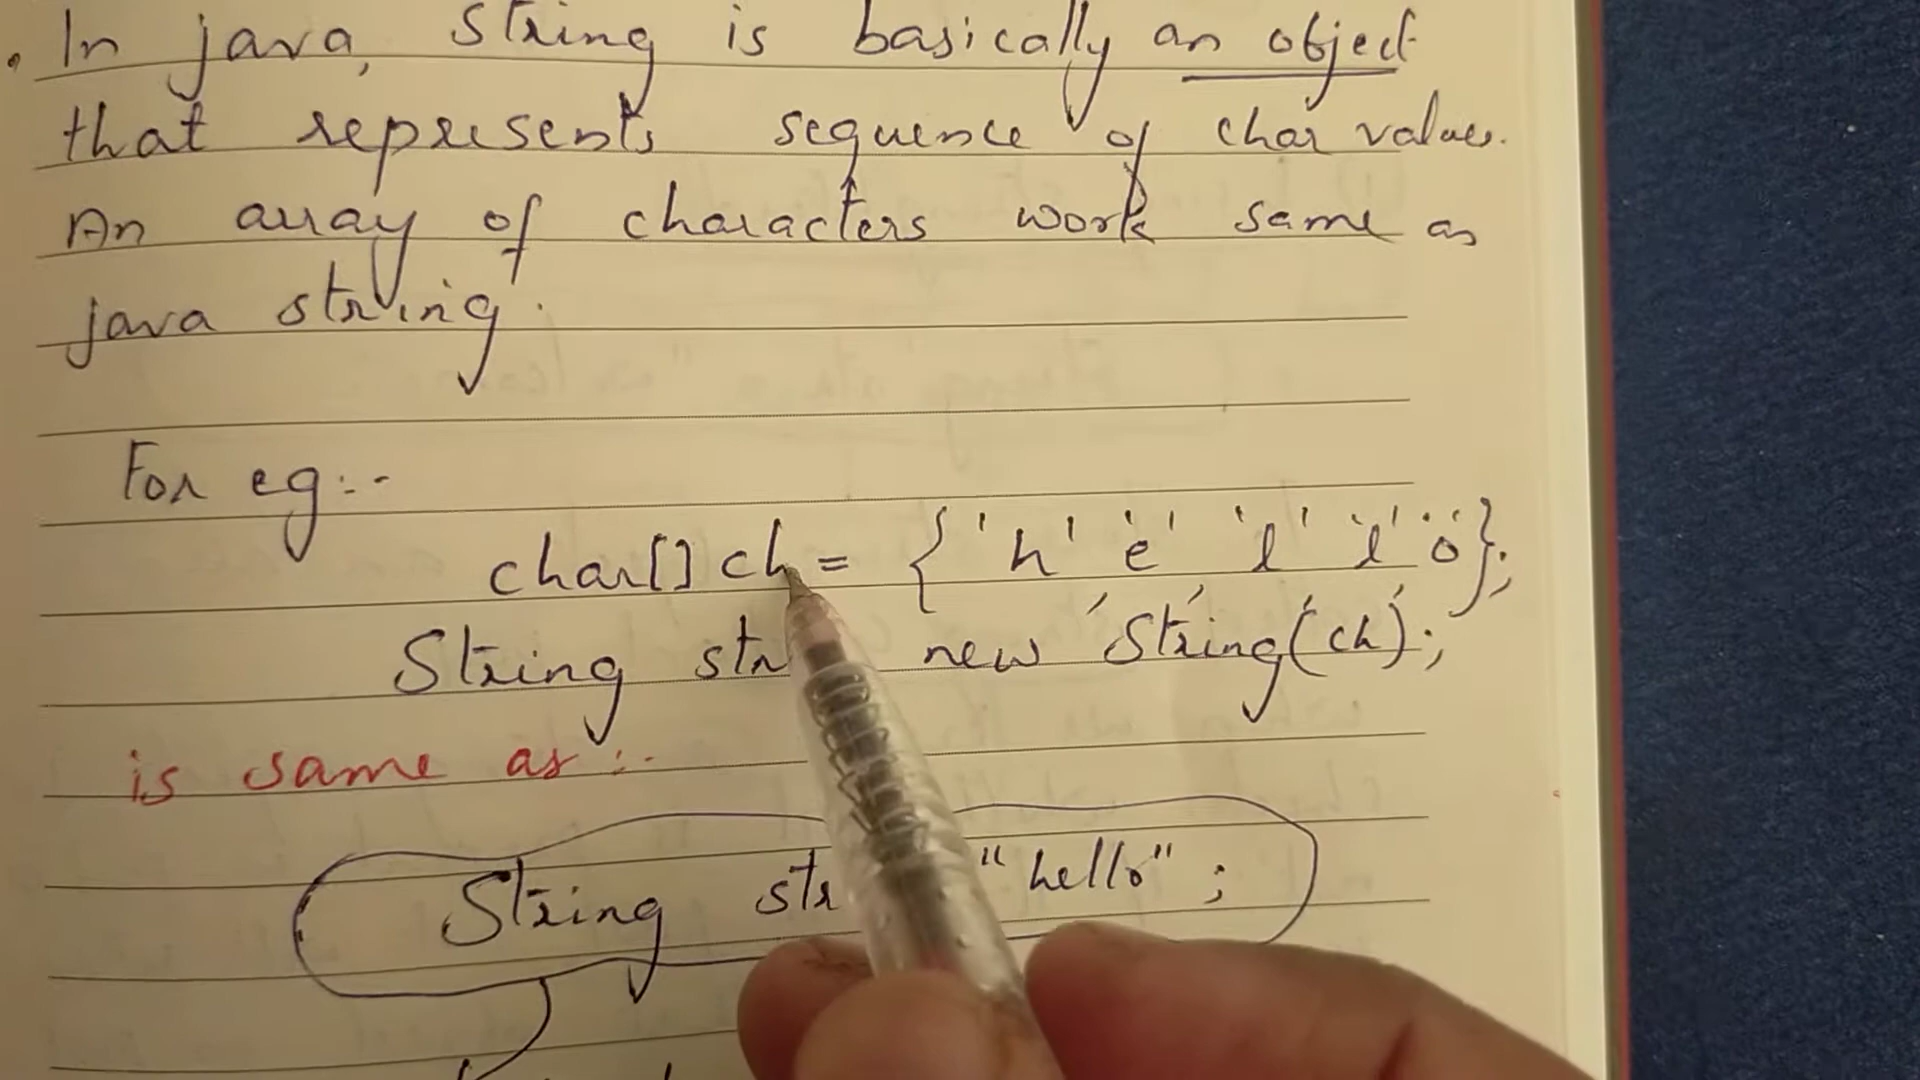 . In java, string is basically an object
that represents sequence of char values.
An array of characters work same as
java string.
For eg:-
char[] ch = {'h' 'e' 'l' 'l' 'o'};
, , , ,
String str new String(ch);
is same as :-
String str "hello" ;